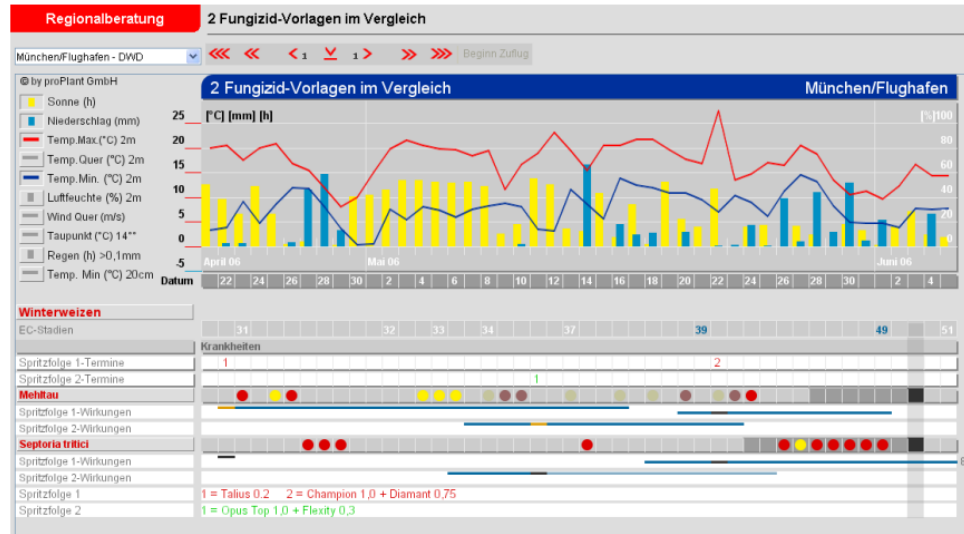 Regionalberatung
2 Fungizid-Vorlagen im Vergleich
München/Flughafen - DWD
1
1
Beginn Zuflug
© by proPlant GmbH
2 Fungizid-Vorlagen im Vergleich
München/Flughafen
Sonne (h)
Niederschlag (mm)
Temp.Max.(°C) 2m
Temp.Quer (°C) 2m
Temp.Min. (°C) 2m
Luftfeuchte (%) 2m
Wind Quer (m/s)
Taupunkt (°C) 14**
Regen (h) >0,1mm
Temp. Min (°C) 20cm
25
20
15
10
5
0
-5
[°C] [mm] [h]
[%]100
80
60
40
20
0
April 06
Mai 06
Juni 06
Datum
22 24 26 28 30 2 4 6 8 10 12 14 16 18 20 22 24 26 28 30 2 4
Winterweizen
EC-Stadien 31 32 33 34 37 39 49 51
Krankheiten
Spritzfolge 1-Termine 1 2
Spritzfolge 2-Termine 1
Mehltau
Spritzfolge 1-Wirkungen
Spritzfolge 2-Wirkungen
Septoria tritici
Spritzfolge 1-Wirkungen
Spritzfolge 2-Wirkungen
Spritzfolge 1 1 = Talius 0.2 2 = Champion 1,0 + Diamant 0,75
Spritzfolge 2 1 = Opus Top 1,0 + Flexity 0,3